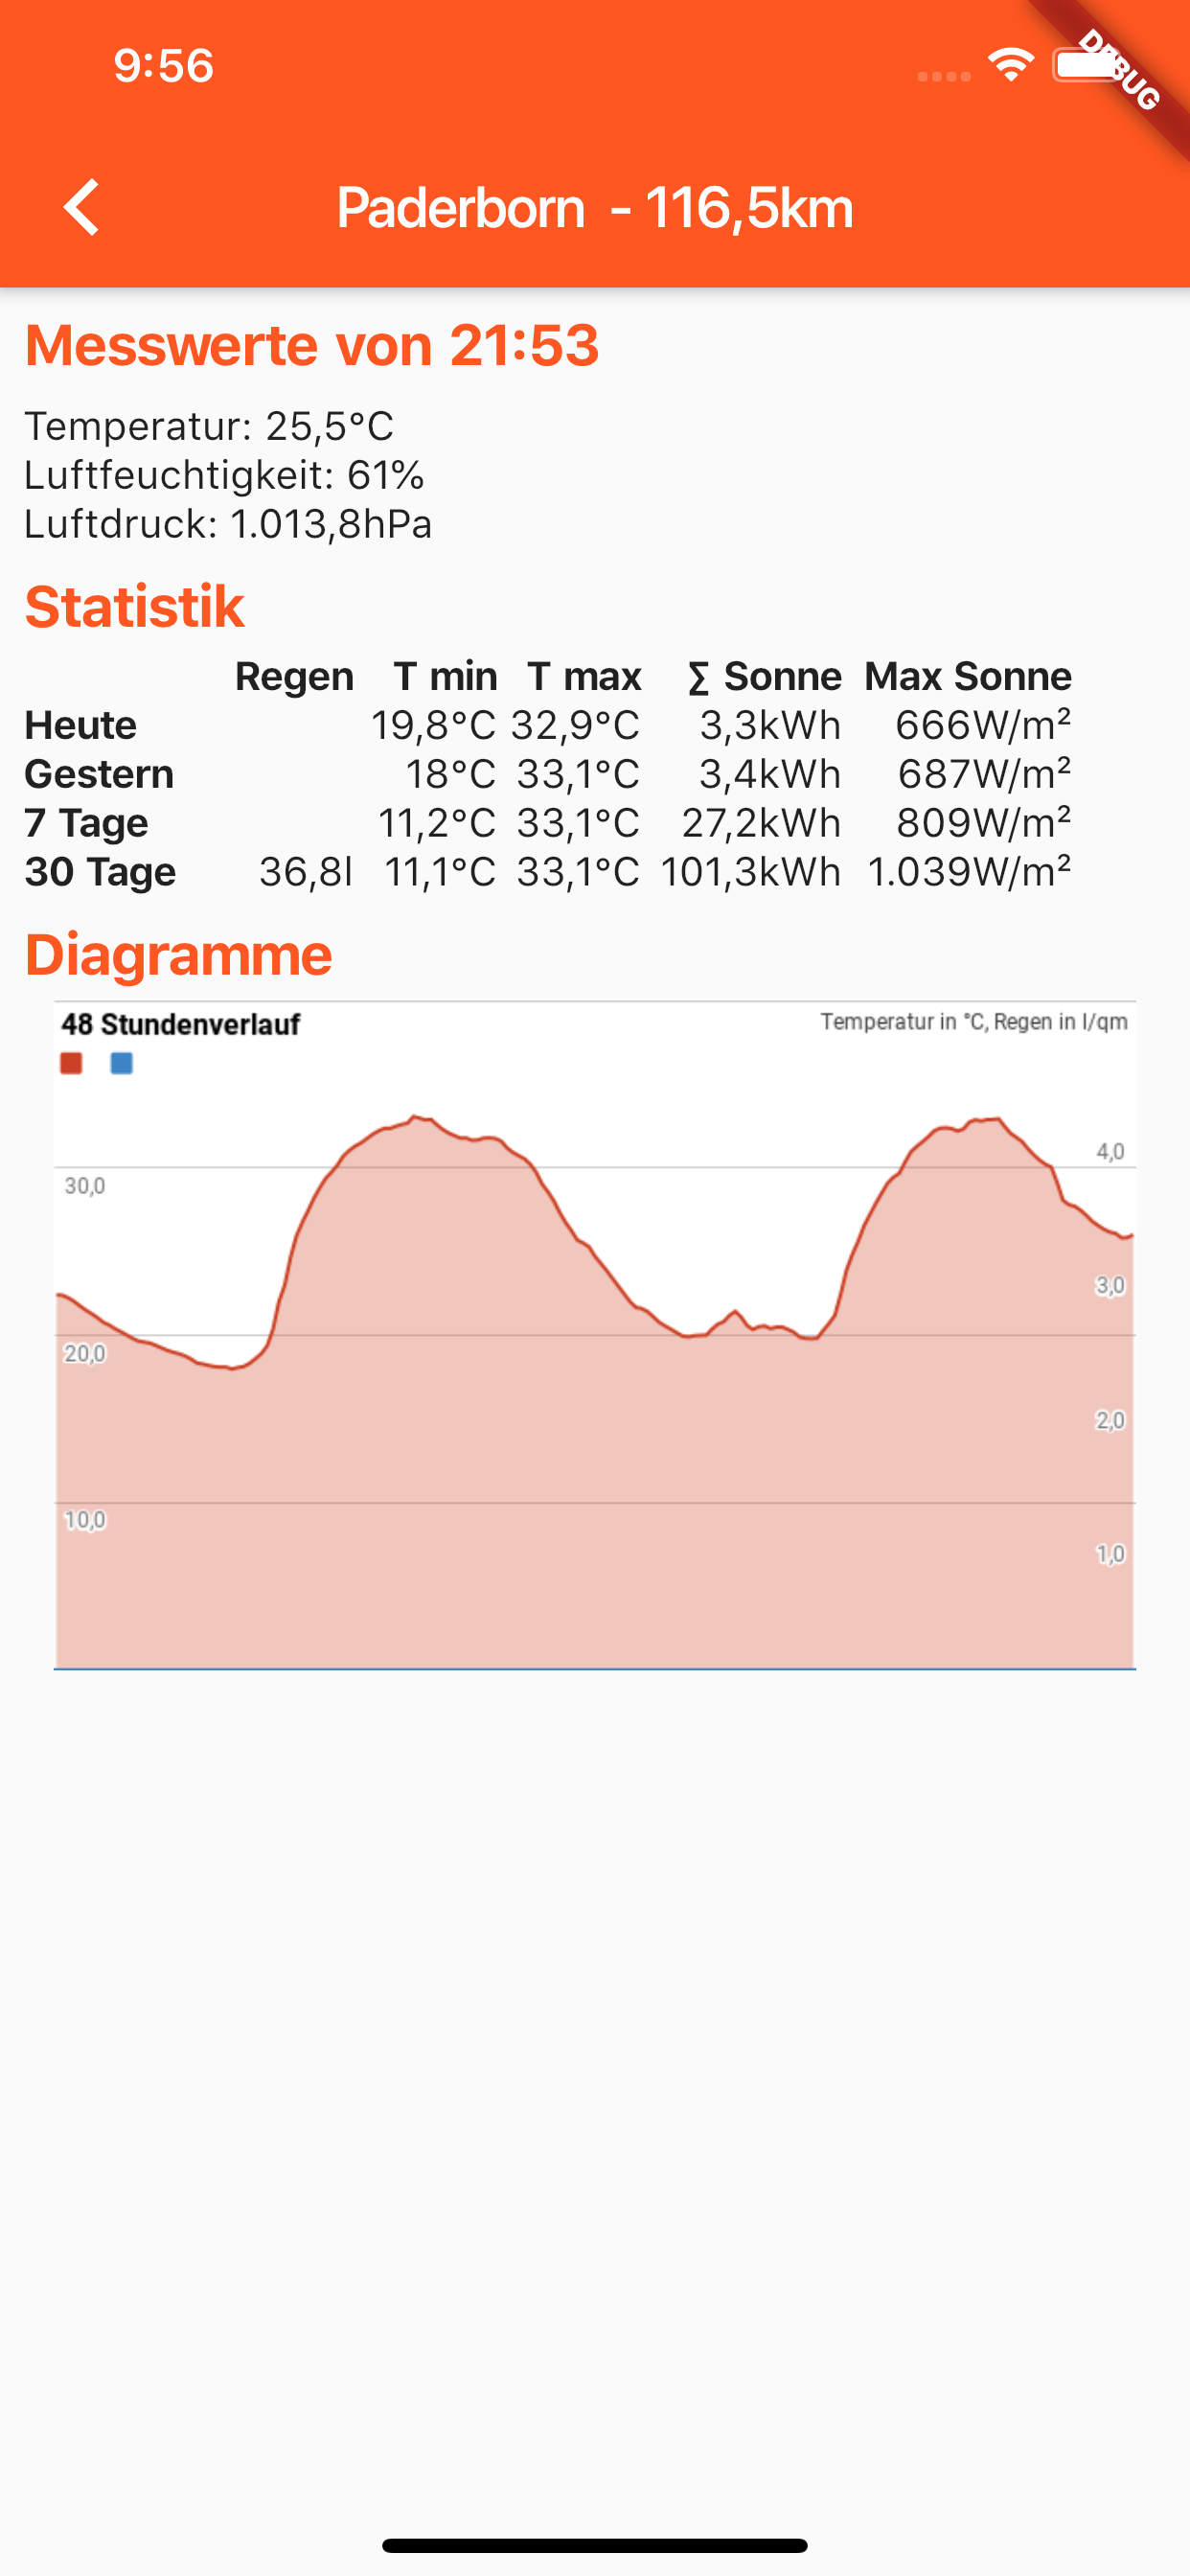 9:56
DEBUG
Paderborn - 116,5km
Messwerte von 21:53
Temperatur: 25,5°C
Luftfeuchtigkeit: 61%
Luftdruck: 1.013,8hPa
Statistik
Regen T min T max ∑ Sonne Max Sonne
Heute 19,8°C 32,9°C 3,3kWh 666W/m²
Gestern 18°C 33,1°C 3,4kWh 687W/m²
7 Tage 11,2°C 33,1°C 27,2kWh 809W/m²
30 Tage 36,8l 11,1°C 33,1°C 101,3kWh 1.039W/m²
Diagramme
48 Stundenverlauf Temperatur in °C, Regen in l/qm
4,0
30,0
3,0
20,0
2,0
10,0
1,0